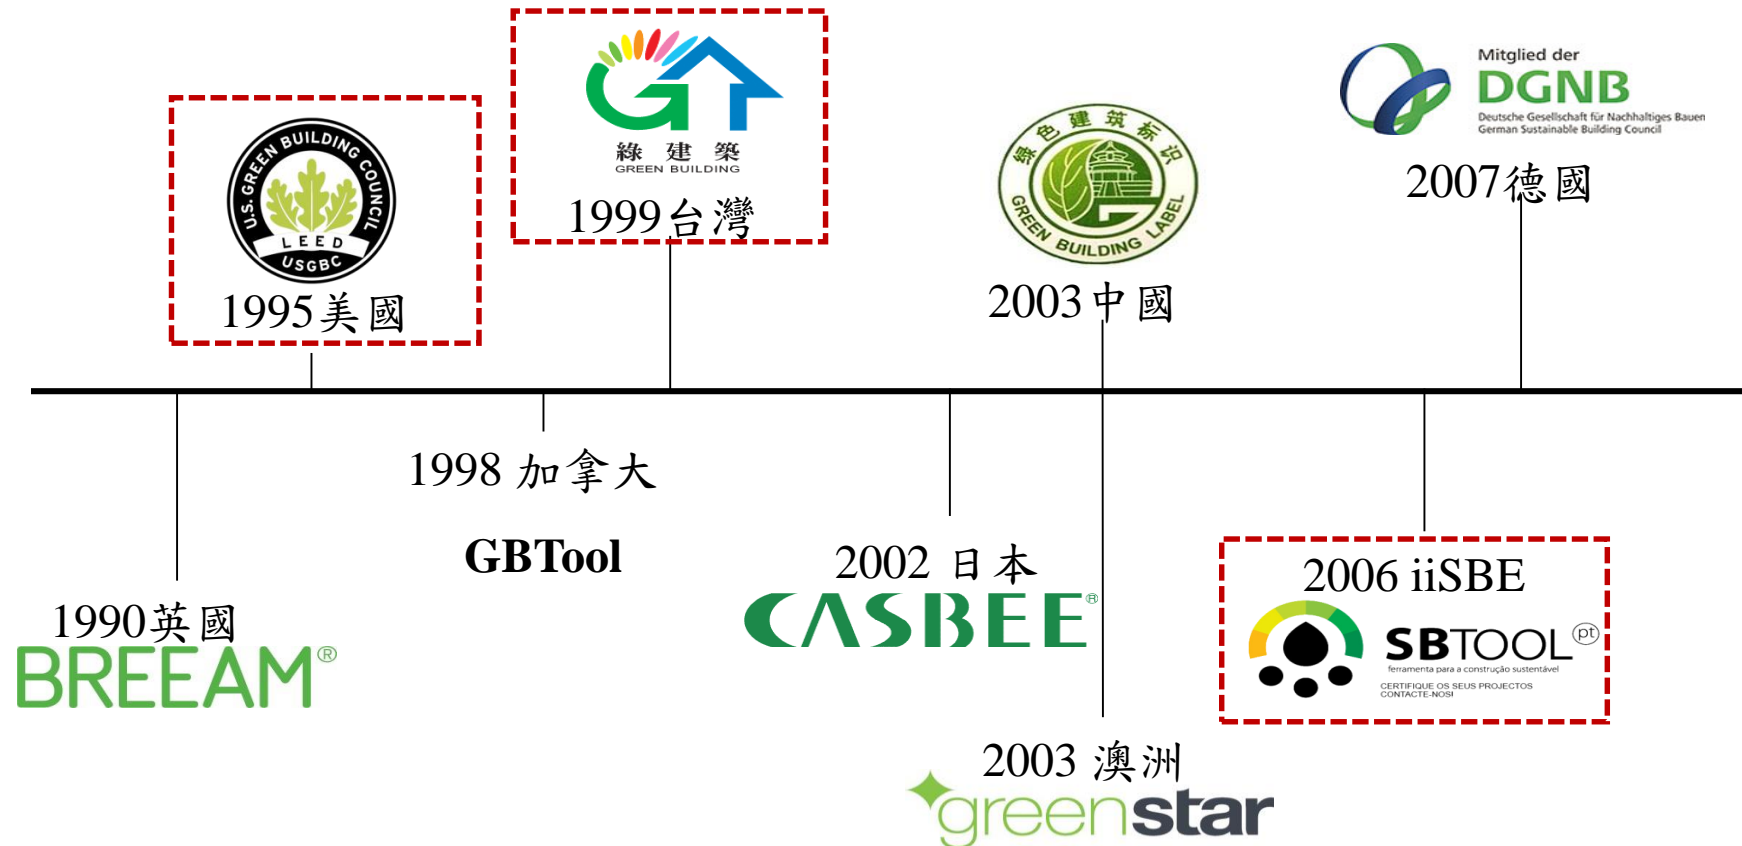 U.S. GREEN BUILDING COUNCIL
LEED
USGBC
1995美國
綠建築
GREEN BUILDING
1999台灣
绿色建筑标识
GREEN BUILDING LABEL
2003中國
Mitglied der
DGNB
Deutsche Gesellschaft für Nachhaltiges Bauen
German Sustainable Building Council
2007德國
1990英國
BREEAM®
1998 加拿大
GBTool
2002 日本
CASBEE®
2003 澳洲
greenstar
2006 iiSBE
SBTOOL pt
ferramenta para a construção sustentável
CERTIFIQUE OS SEUS PROJECTOS
CONTACTE-NOS!